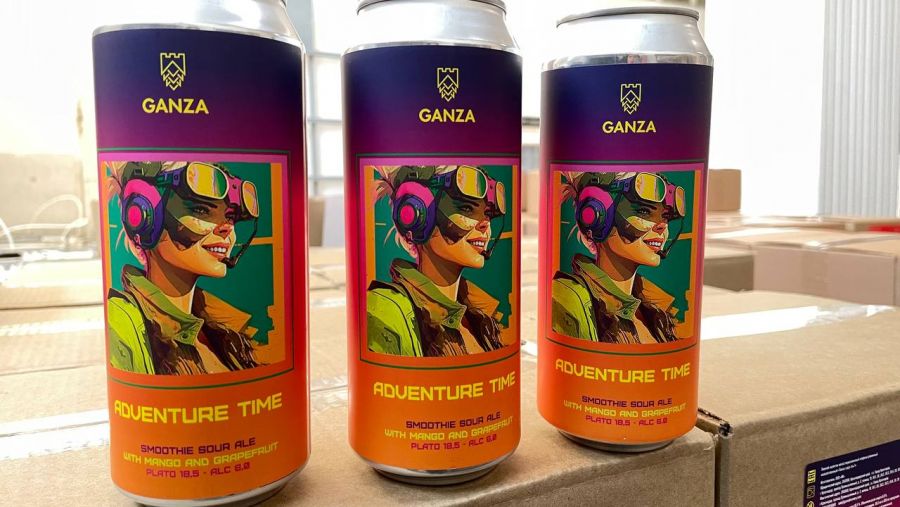 GANZA
ADVENTURE TIME
SMOOTHIE SOUR ALE
WITH MANGO AND GRAPEFRUIT
PLATO 18,5 - ALC 6,0
GANZA
ADVENTURE TIME
SMOOTHIE SOUR ALE
WITH MANGO AND GRAPEFRUIT
PLATO 18,5 - ALC 6,0
GANZA
ADVENTURE TIME
SMOOTHIE SOUR ALE
WITH MANGO AND GRAPEFRUIT
PLATO 18,5 - ALC 6,0